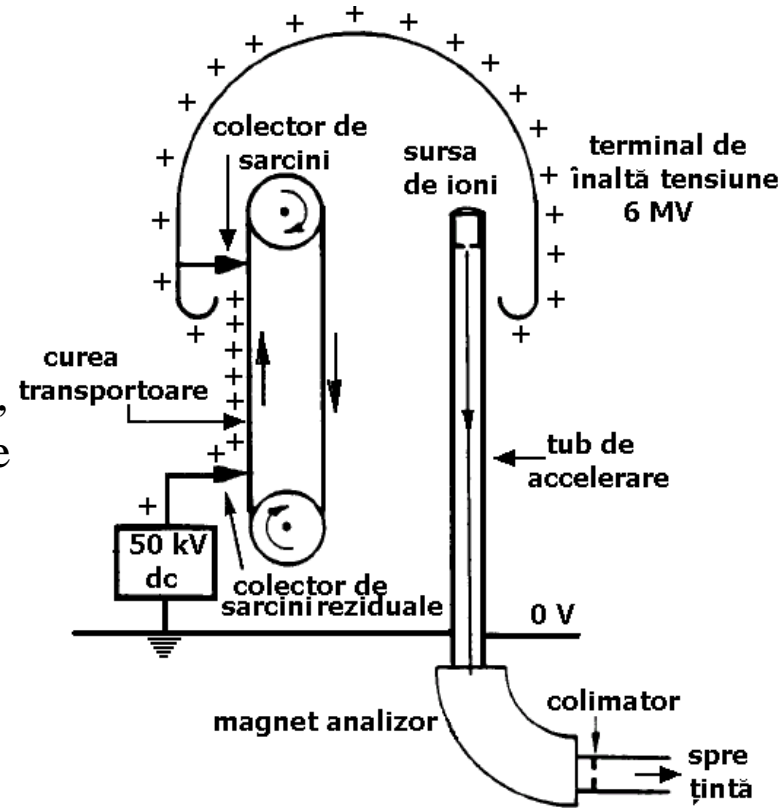 colector de
sarcini
sursa
de ioni
terminal de
înaltă tensiune
6 MV
curea
transportoare
,
e
tub de
accelerare
50 kV
dc
colector de
sarcini reziduale
0 V
magnet analizor
colimator
spre
țintă